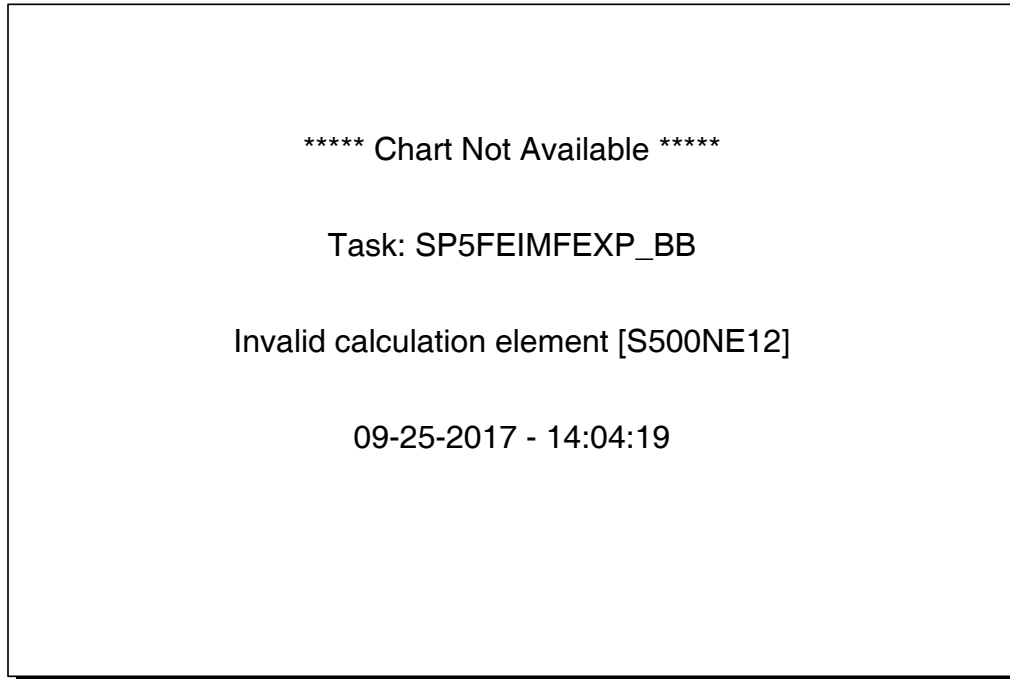 ***** Chart Not Available *****
Task: SP5FEIMFEXP_BB
Invalid calculation element [S500NE12]
09-25-2017 - 14:04:19